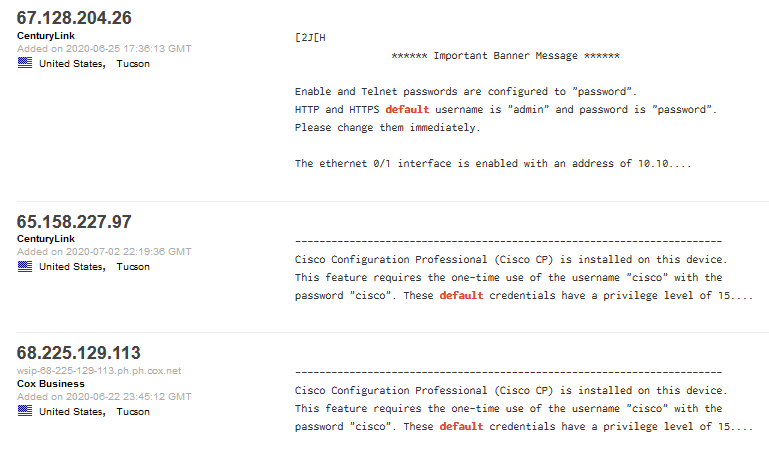 67.128.204.26
CenturyLink
Added on 2020-06-25 17:36:13 GMT
United States, Tucson
[2J[H
****** Important Banner Message ******
Enable and Telnet passwords are configured to "password".
HTTP and HTTPS default username is "admin" and password is "password".
Please change them immediately.
The ethernet 0/1 interface is enabled with an address of 10.10....
65.158.227.97
CenturyLink
Added on 2020-07-02 22:19:36 GMT
United States, Tucson
-----------------------------------------------------------------------
Cisco Configuration Professional (Cisco CP) is installed on this device.
This feature requires the one-time use of the username "cisco" with the
password "cisco". These default credentials have a privilege level of 15....
68.225.129.113
wsip-68-225-129-113.ph.ph.cox.net
Cox Business
Added on 2020-06-22 23:45:12 GMT
United States, Tucson
-----------------------------------------------------------------------
Cisco Configuration Professional (Cisco CP) is installed on this device.
This feature requires the one-time use of the username "cisco" with the
password "cisco". These default credentials have a privilege level of 15....